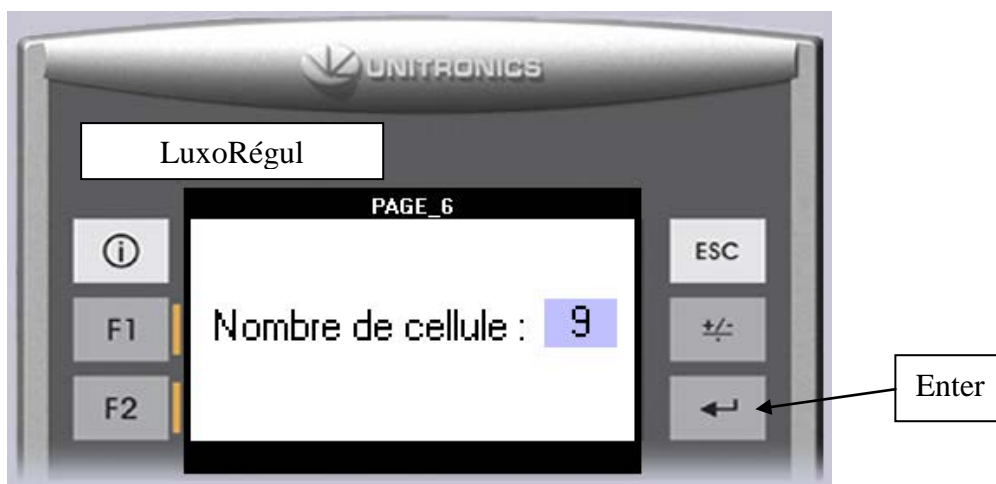 UNITRONICS
LuxoRégul
PAGE_6
ESC
F1
Nombre de cellule : 9
+/-
F2
Enter